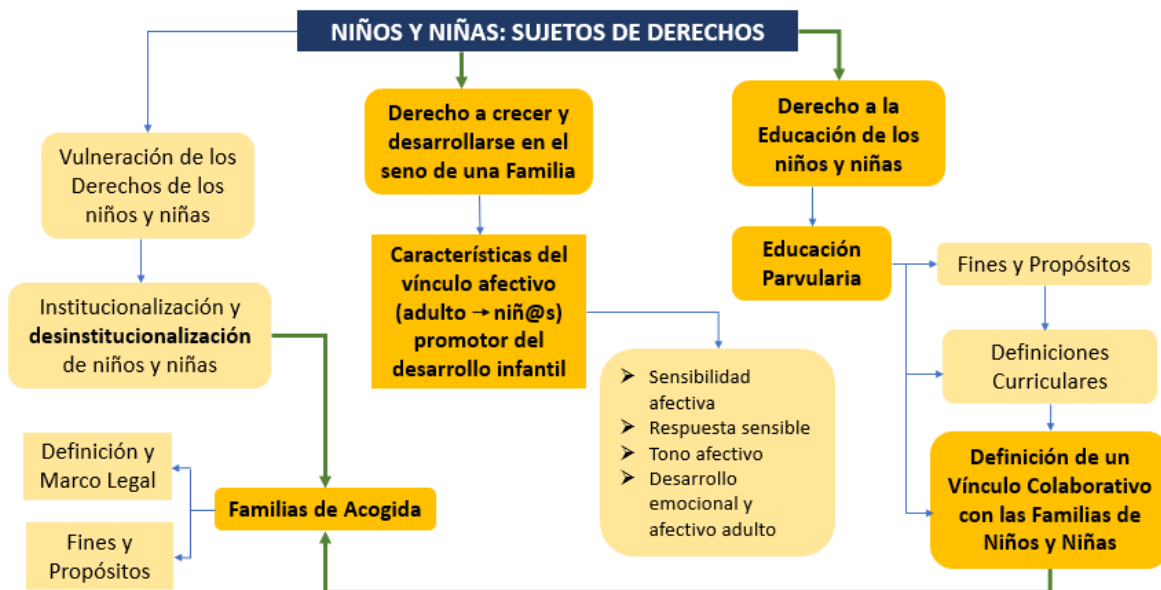 NIÑOS Y NIÑAS: SUJETOS DE DERECHOS
Vulneración de los
Derechos de los
niños y niñas
Institucionalización y
desinstitucionalización
de niños y niñas
Definición y
Marco Legal
Fines y
Propósitos
Familias de Acogida
Derecho a crecer y
desarrollarse en el
seno de una Familia
Características del
vínculo afectivo
(adulto → niñ@s)
promotor del
desarrollo infantil
➢ Sensibilidad
afectiva
➢ Respuesta sensible
➢ Tono afectivo
➢ Desarrollo
emocional y
afectivo adulto
Derecho a la
Educación de los
niños y niñas
Educación
Parvularia
Fines y Propósitos
Definiciones
Curriculares
Definición de un
Vínculo Colaborativo
con las Familias de
Niños y Niñas